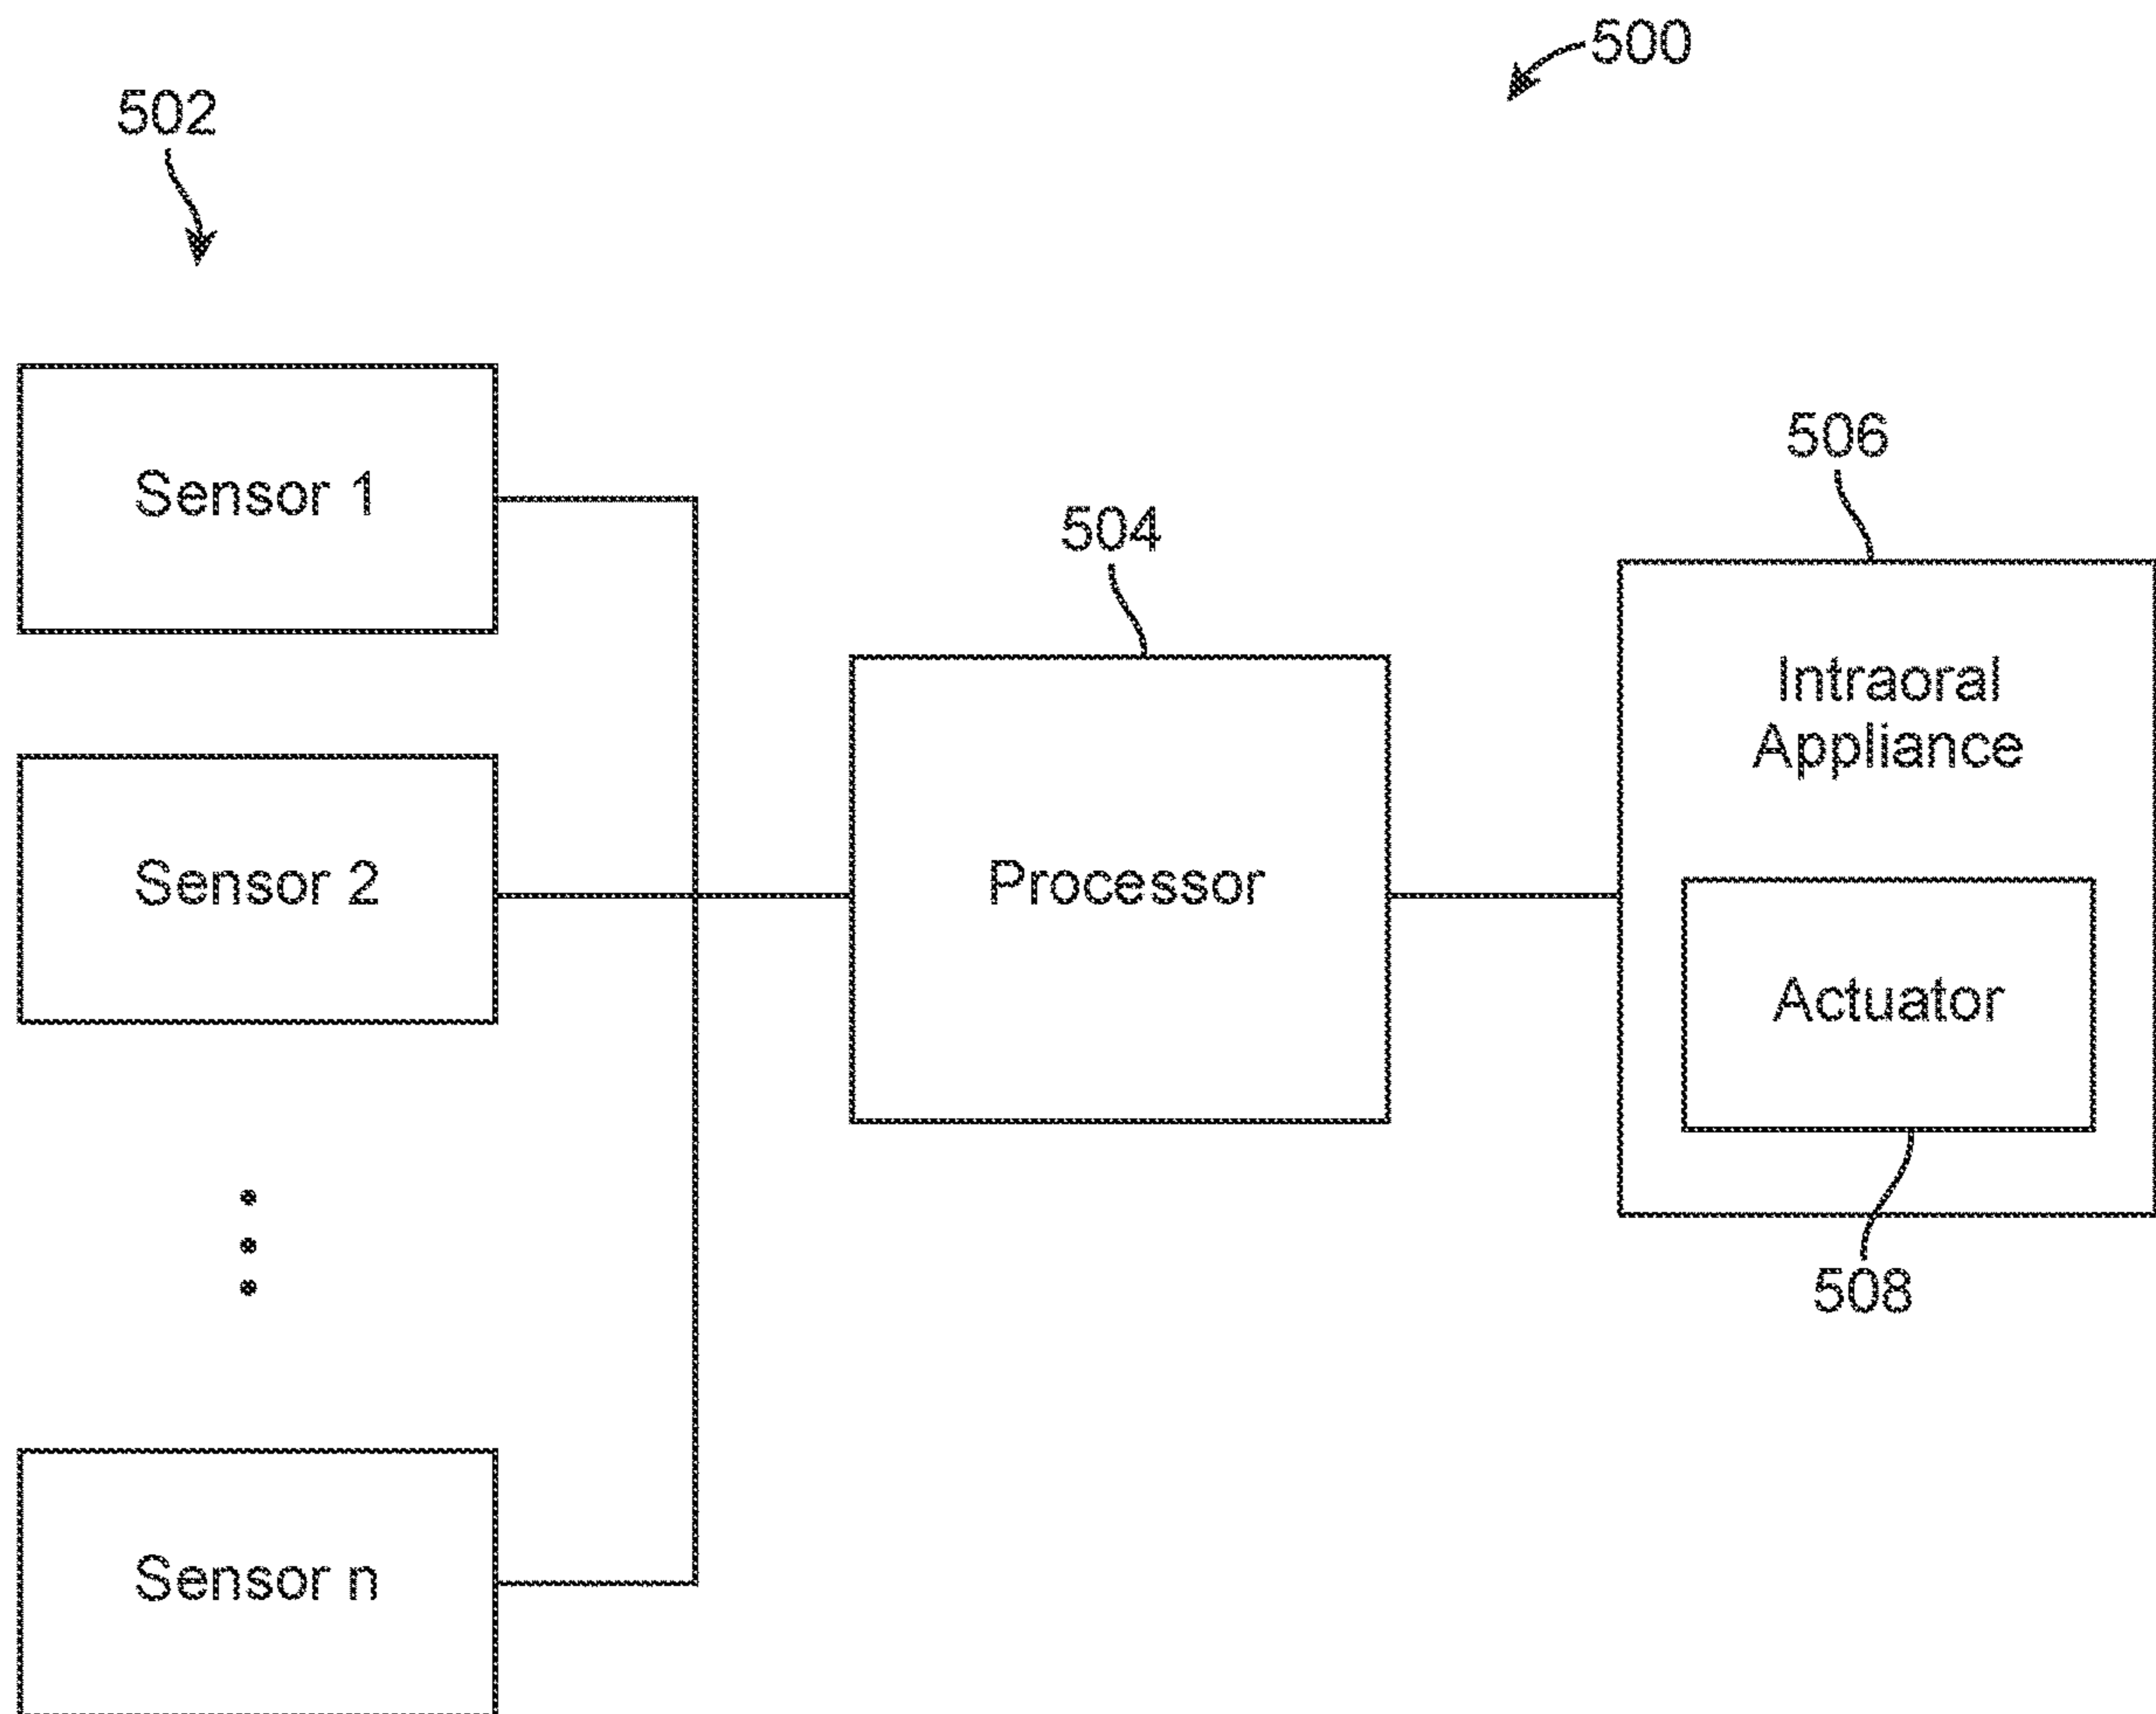 500
502
Sensor 1
506
504
Intraoral
Appliance
Sensor 2
Processor
Actuator
508
Sensor n